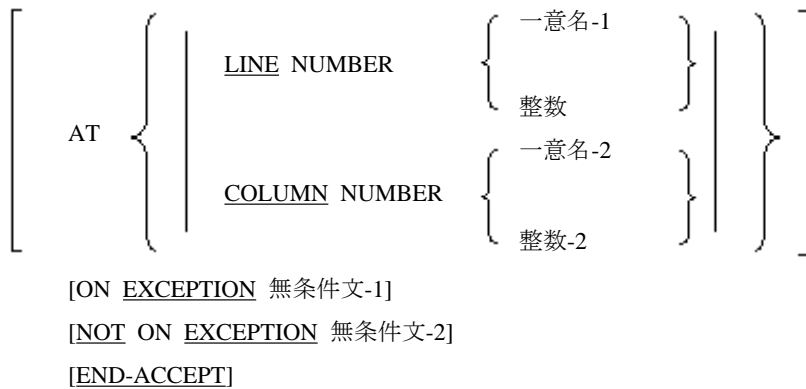 一意名-1
LINE NUMBER
整数
AT
一意名-2
COLUMN NUMBER
整数-2
[ON EXCEPTION 無条件文-1]
[NOT ON EXCEPTION 無条件文-2]
[END-ACCEPT]